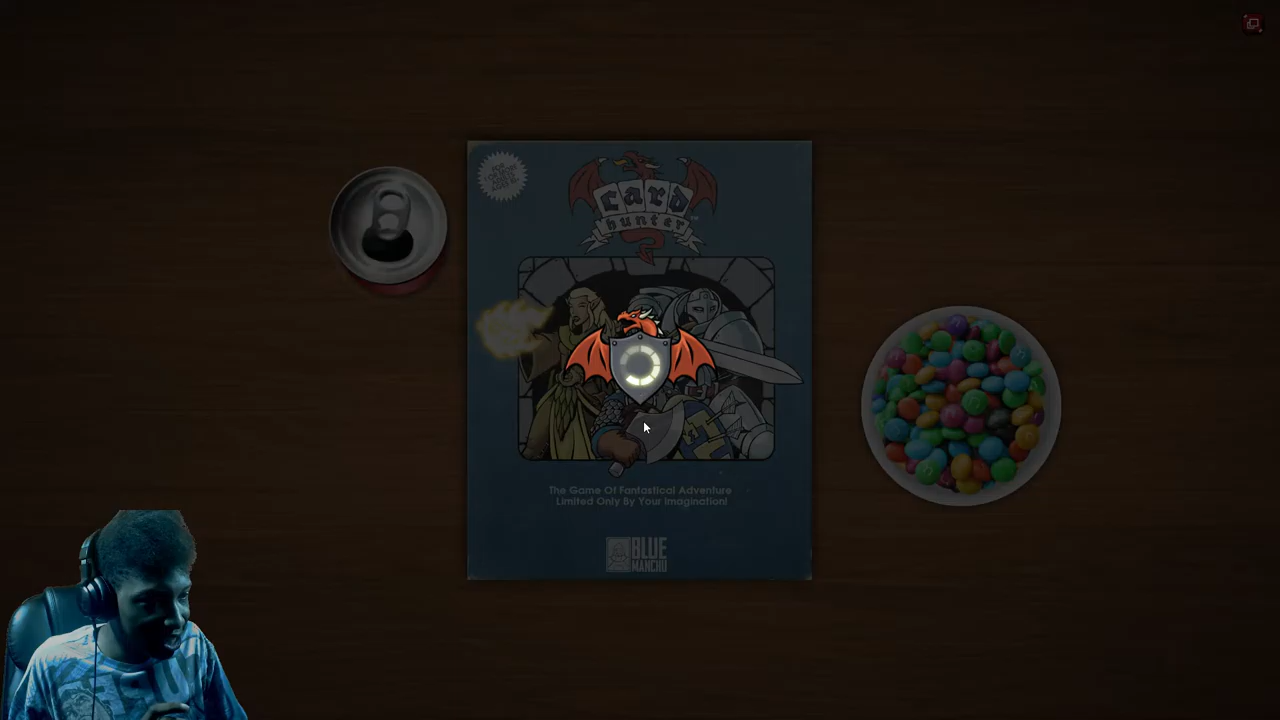 card
hunter
The Game Of Fantastical Adventure
Limited Only By Your Imagination!
BLUE
MANCHU